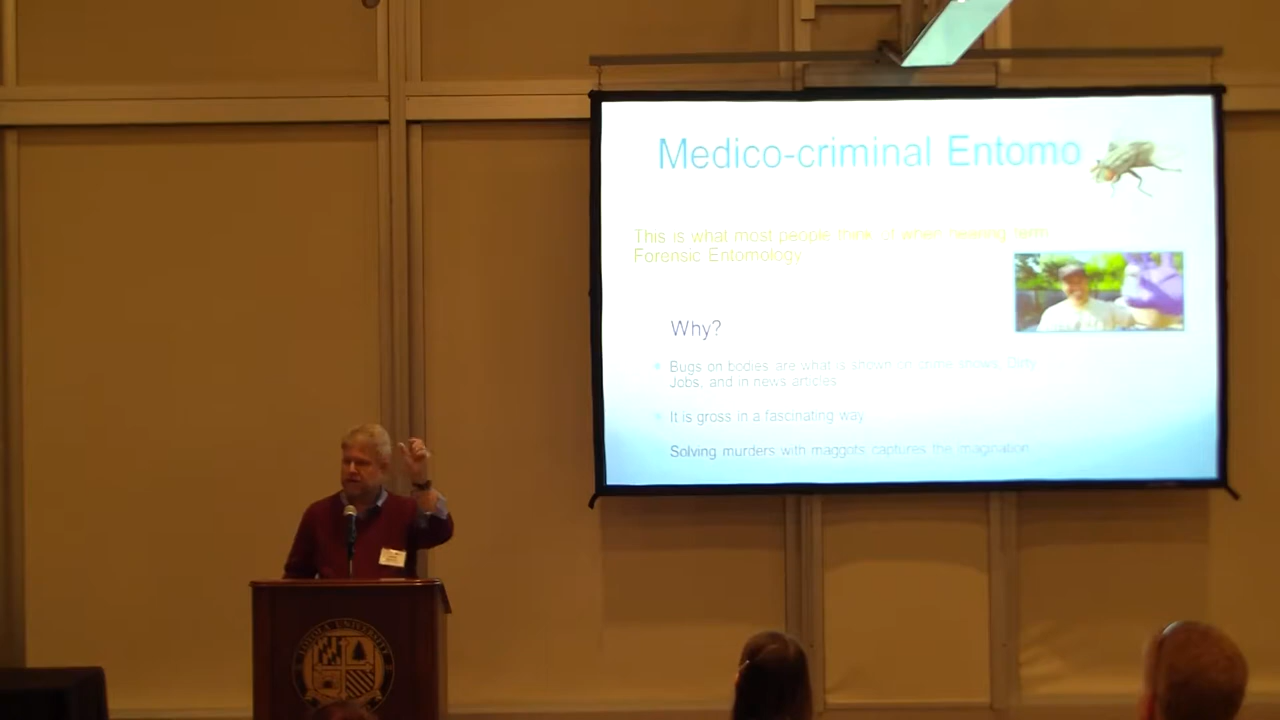 Medico-criminal Entomo
This is what most people think of when hearing term
Forensic Entomology
Why?
Bugs on bodies are what is shown on crime shows, Dirty
Jobs, and in news articles
It is gross in a fascinating way
Solving murders with maggots captures the imagination
LOYOLA UNIVERSITY